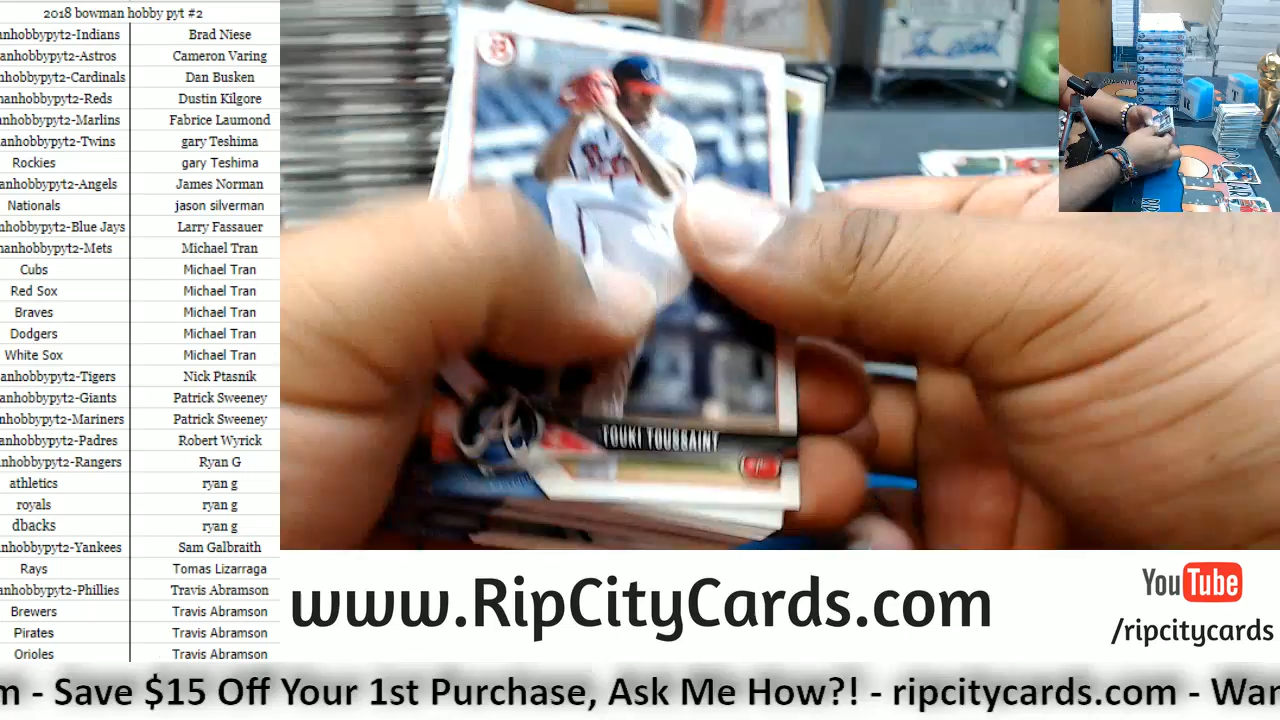 2018 bowman hobby pyt #2
anhobbypyt2-Indians Brad Niese
anhobbypyt2-Astros Cameron Varing
nhobbypyt2-Cardinals Dan Busken
manhobbypyt2-Reds Dustin Kilgore
anhobbypyt2-Marlins Fabrice Laumond
anhobbypyt2-Twins gary Teshima
Rockies gary Teshima
anhobbypyt2-Angels James Norman
Nationals jason silverman
nhobbypyt2-Blue Jays Larry Fassauer
manhobbypyt2-Mets Michael Tran
Cubs Michael Tran
Red Sox Michael Tran
Braves Michael Tran
Dodgers Michael Tran
White Sox Michael Tran
anhobbypyt2-Tigers Nick Ptasnik
anhobbypyt2-Giants Patrick Sweeney
nhobbypyt2-Mariners Patrick Sweeney
anhobbypyt2-Padres Robert Wyrick
nhobbypyt2-Rangers Ryan G
athletics ryan g
royals ryan g
dbacks ryan g
nhobbypyt2-Yankees Sam Galbraith
Rays Tomas Lizarraga
nhobbypyt2-Phillies Travis Abramson
Brewers Travis Abramson
Pirates Travis Abramson
Orioles Travis Abramson
TOUKI TOUSSAINT
www.RipCityCards.com
YouTube
/ripcitycards
m - Save $15 Off Your 1st Purchase, Ask Me How?! - ripcitycards.com - War